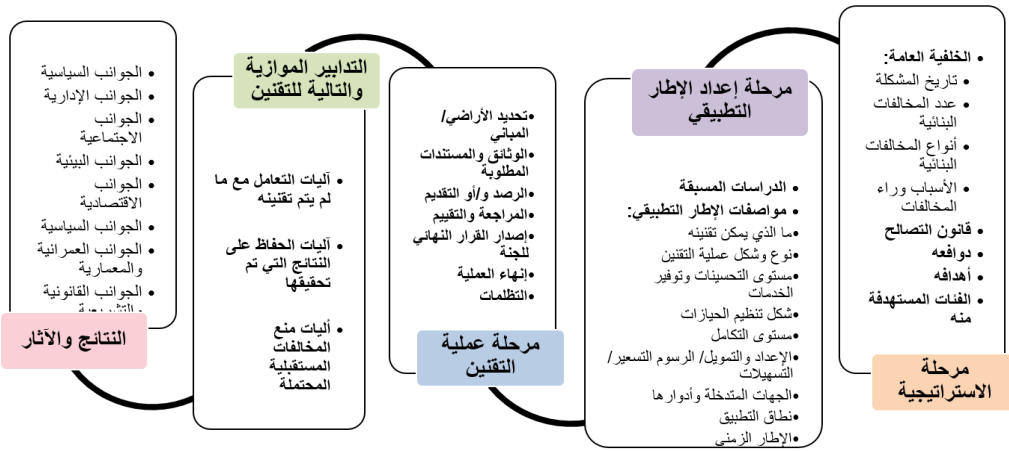 • الخلفية العامة:
• تاريخ المشكلة
• عدد المخالفات
البنائية
• أنواع المخالفات
البنائية
• الأسباب وراء
المخالفات
• قانون التصالح
• دوافعه
• أهدافه
• الفئات المستهدفة
منه
مرحلة
الاستراتيجية
مرحلة إعداد الإطار
التطبيقي
• الدراسات المسبقة
• مواصفات الإطار التطبيقي:
•ما الذي يمكن تقنينه
•نوع وشكل عملية التقنين
•مستوى التحسينات وتوفير
الخدمات
•شكل تنظيم الحيازات
•مستوى التكامل
•الإعداد والتمويل/ الرسوم التسعير/
التسهيلات
•الجهات المتدخلة وأدوارها
•نطاق التطبيق
•الإطار الزمني
•تحديد الأراضي/
المباني
•الوثائق والمستندات
المطلوبة
•الرصد و/أو التقديم
•المراجعة والتقييم
•إصدار القرار النهائي
للجنة
•إنهاء العملية
•التظلمات
مرحلة عملية
التقنين
التدابير الموازية
والتالية للتقنين
• آليات التعامل مع ما
لم يتم تقنينه
• آليات الحفاظ على
النتائج التي تم
تحقيقها
• أليات منع
المخالفات
المستقبلية
المحتملة
• الجوانب السياسية
• الجوانب الإدارية
• الجوانب
الاجتماعية
• الجوانب البيئية
• الجوانب
الاقتصادية
• الجوانب السياسية
• الجوانب العمرانية
والمعمارية
• الجوانب القانونية
والتشريعية
النتائج والآثار